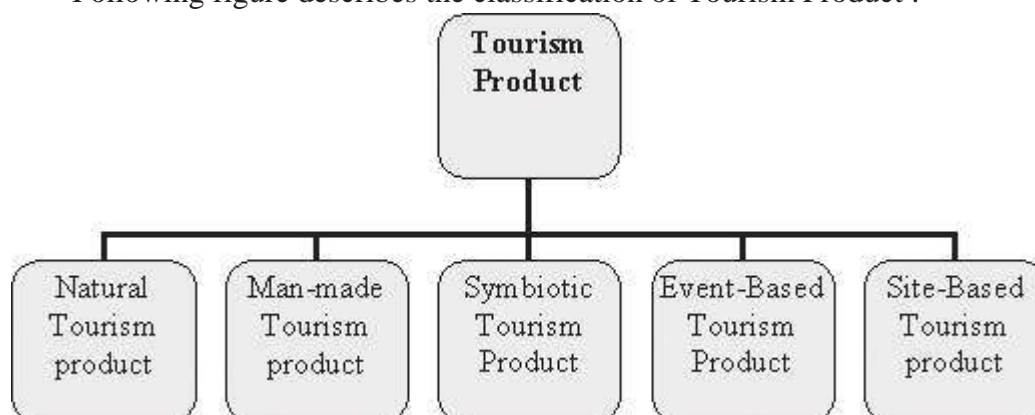 Following figure describes the classification of Tourism Product :
Tourism
Product
Natural
Tourism
product
Man-made
Tourism
product
Symbiotic
Tourism
Product
Event-Based
Tourism
Product
Site-Based
Tourism
product